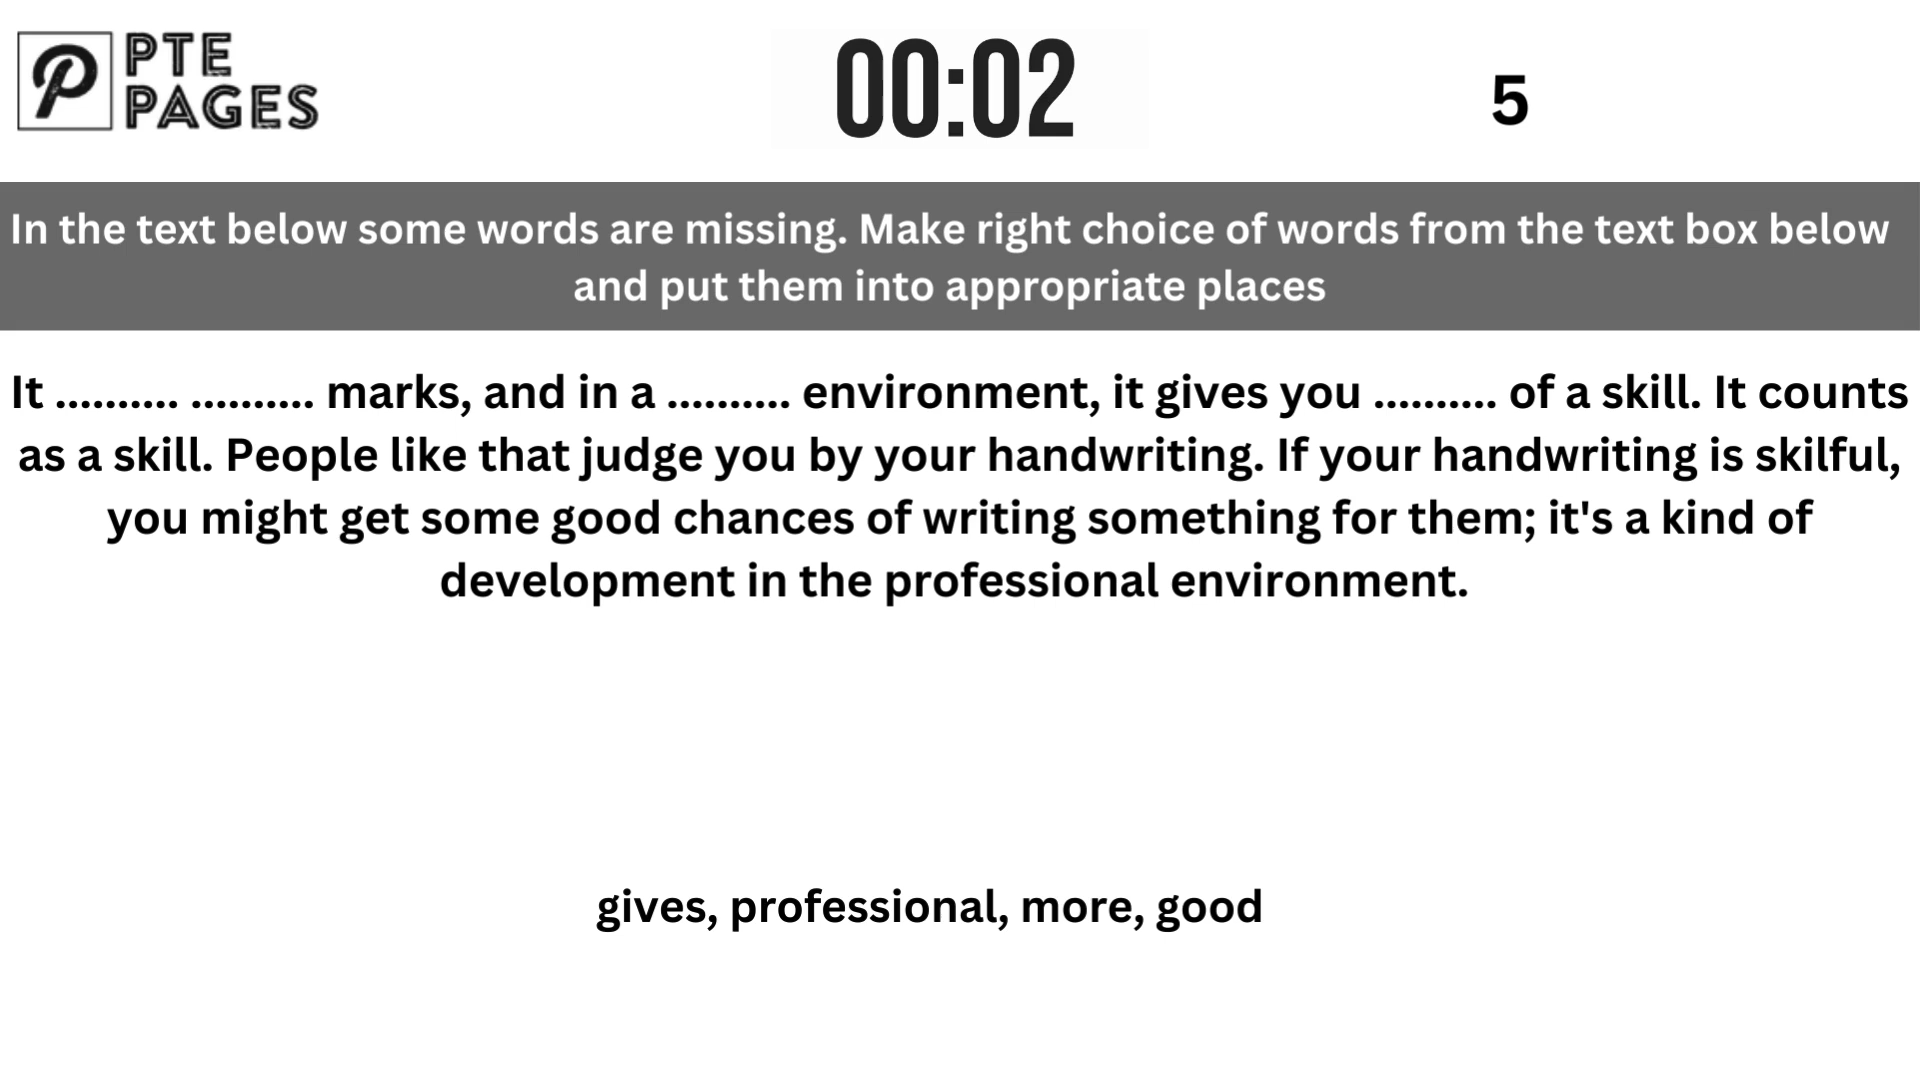 PTE
PAGES
00:02
5
In the text below some words are missing. Make right choice of words from the text box below
and put them into appropriate places
It .......... .......... marks, and in a .......... environment, it gives you .......... of a skill. It counts
as a skill. People like that judge you by your handwriting. If your handwriting is skilful,
you might get some good chances of writing something for them; it's a kind of
development in the professional environment.
gives, professional, more, good